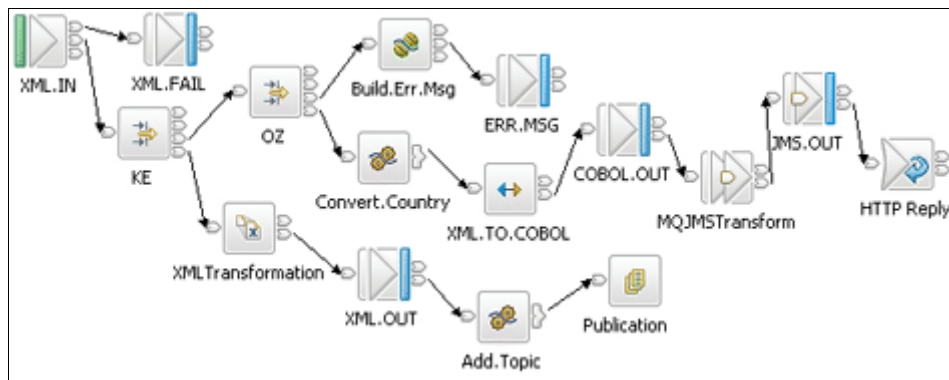 XML.IN
XML.FAIL
KE
OZ
Build.Err.Msg
ERR.MSG
Convert.Country
XML.TO.COBOL
COBOL.OUT
MQJMSTransform
JMS.OUT
HTTP Reply
XMLTransformation
XML.OUT
Add.Topic
Publication